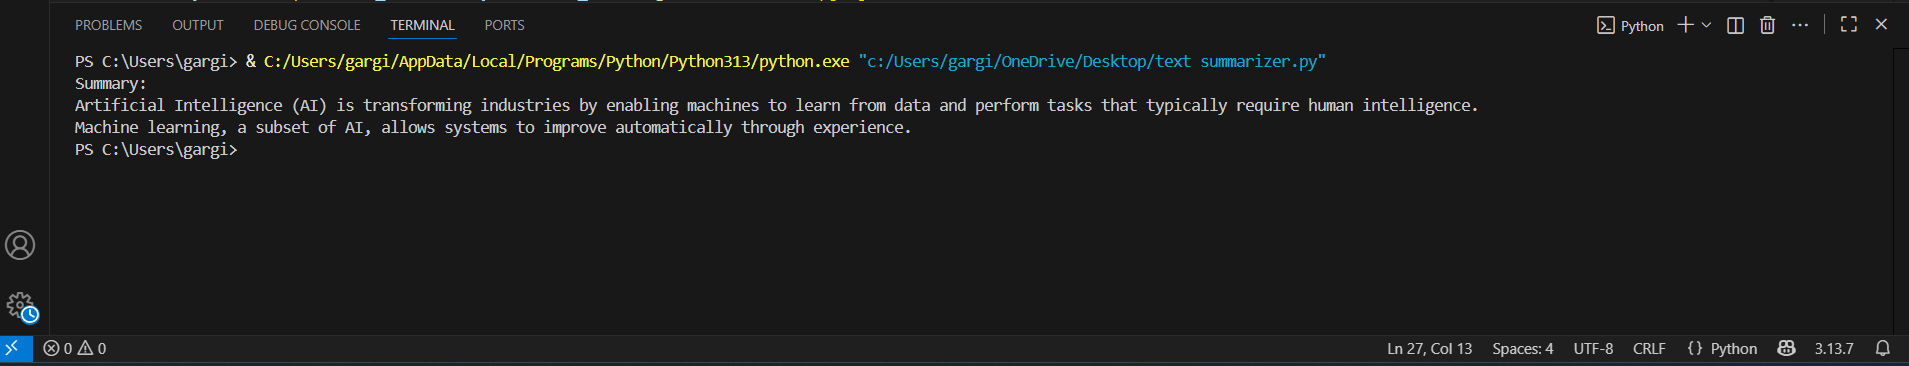 PROBLEMS OUTPUT DEBUG CONSOLE TERMINAL PORTS Python
PS C:\Users\gargi> & C:/Users/gargi/AppData/Local/Programs/Python/Python313/python.exe "c:/Users/gargi/OneDrive/Desktop/text summarizer.py"
Summary:
Artificial Intelligence (AI) is transforming industries by enabling machines to learn from data and perform tasks that typically require human intelligence.
Machine learning, a subset of AI, allows systems to improve automatically through experience.
PS C:\Users\gargi>
0 0 Ln 27, Col 13 Spaces: 4 UTF-8 CRLF {} Python 3.13.7